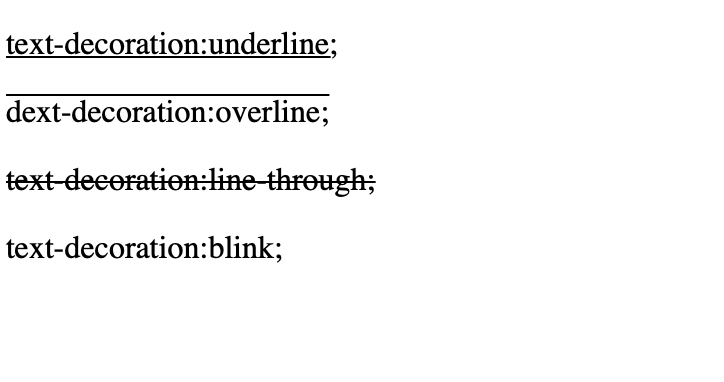 text-decoration:underline;
dext-decoration:overline;
text-decoration:line-through;
text-decoration:blink;